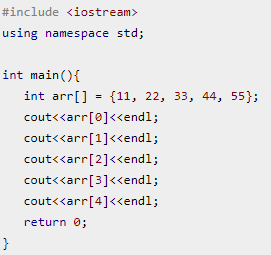 #include <iostream>
using namespace std;

int main(){
   int arr[] = {11, 22, 33, 44, 55};
   cout<<arr[0]<<endl;
   cout<<arr[1]<<endl;
   cout<<arr[2]<<endl;
   cout<<arr[3]<<endl;
   cout<<arr[4]<<endl;
   return 0;
}